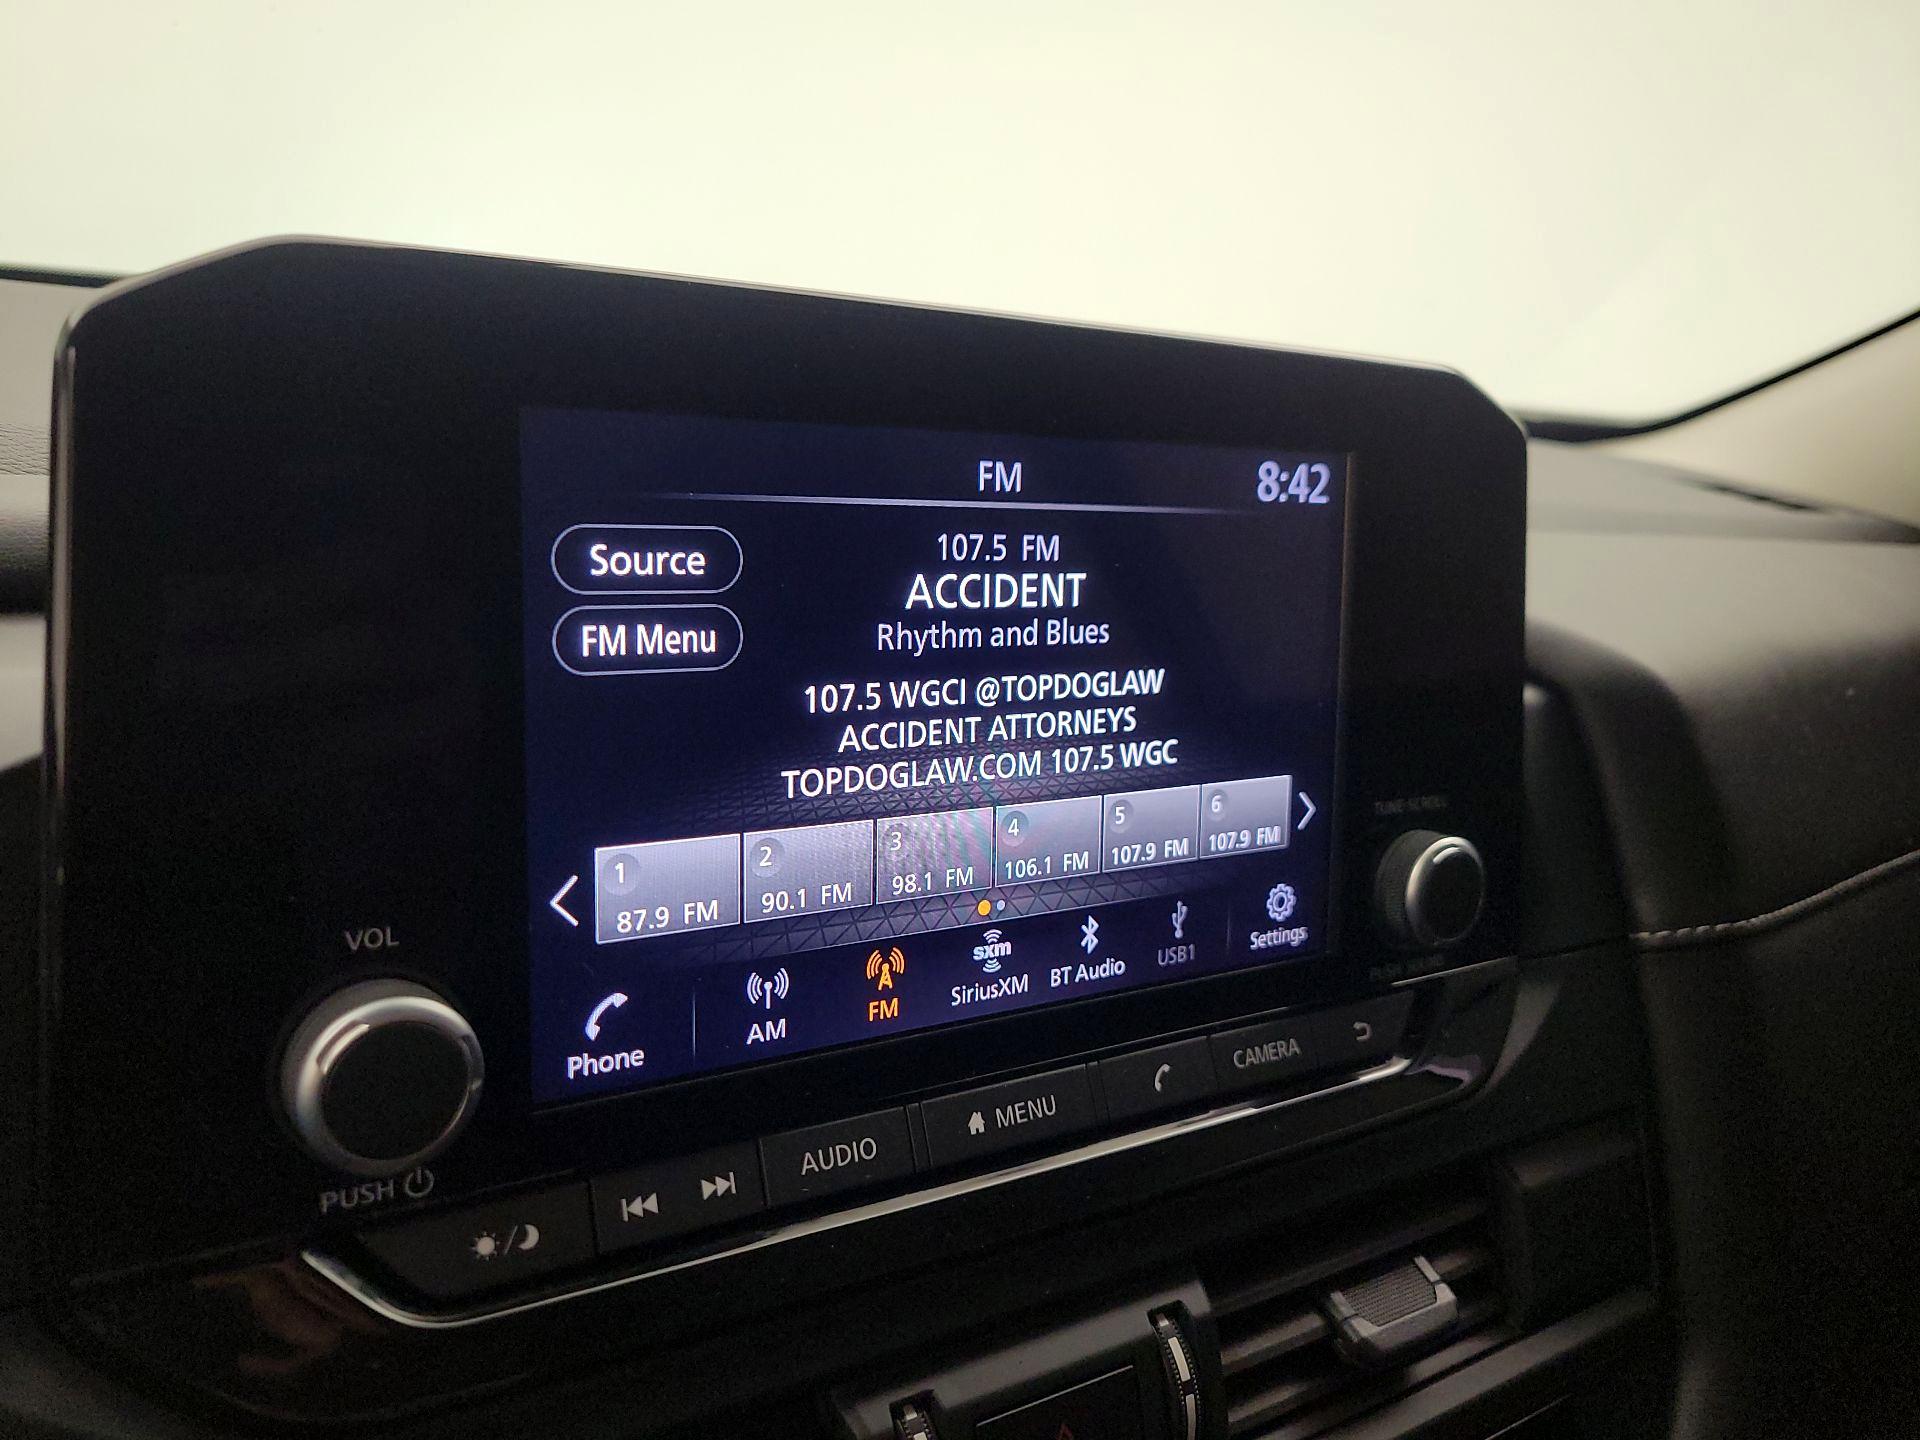 FM
8:42
Source
107.5 FM
ACCIDENT
FM Menu
Rhythm and Blues
107.5 WGCI @TOPDOGLAW
ACCIDENT ATTORNEYS
TOPDOGLAW.COM 107.5 WGC
1
87.9 FM
2
90.1 FM
3
98.1 FM
4
106.1 FM
5
107.9 FM
6
107.9 FM
Phone
AM
FM
sxm
SiriusXM
BT Audio
USB1
Settings
VOL
PUSH
TUNE·SCROLL
AUDIO
MENU
CAMERA